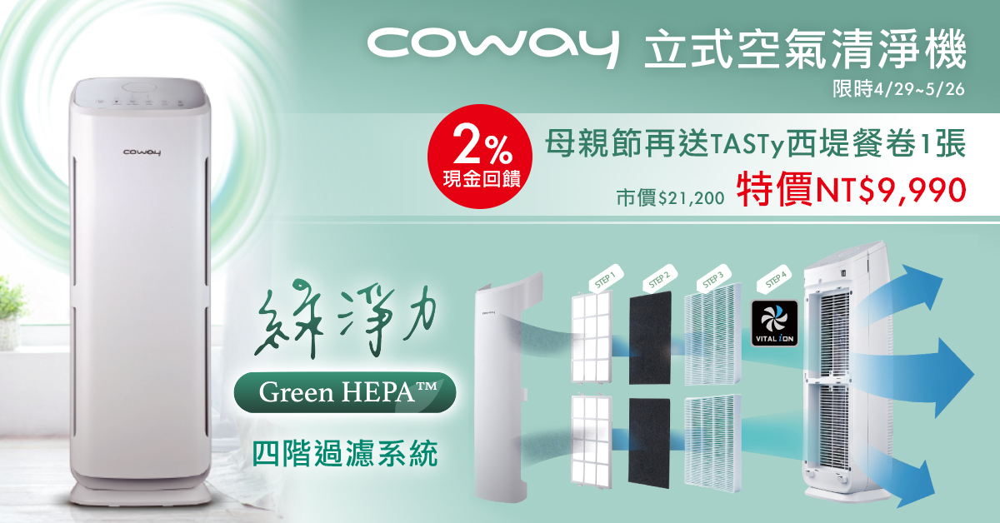 coway 立式空氣清淨機
限時4/29~5/26
2%
現金回饋
母親節再送TASTy西堤餐卷1張
市價$21,200 特價NT$9,990
coway
綠淨力
Green HEPA™
四階過濾系統
coway
STEP 1
STEP 2
STEP 3
STEP 4
VITAL iON